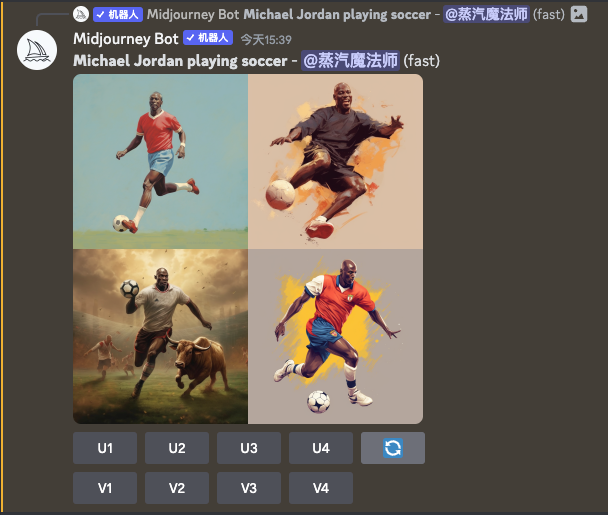 ✓ 机器人 Midjourney Bot Michael Jordan playing soccer - @蒸汽魔法师 (fast)
Midjourney Bot ✓ 机器人 今天15:39
Michael Jordan playing soccer - @蒸汽魔法师 (fast)
U1 U2 U3 U4
V1 V2 V3 V4